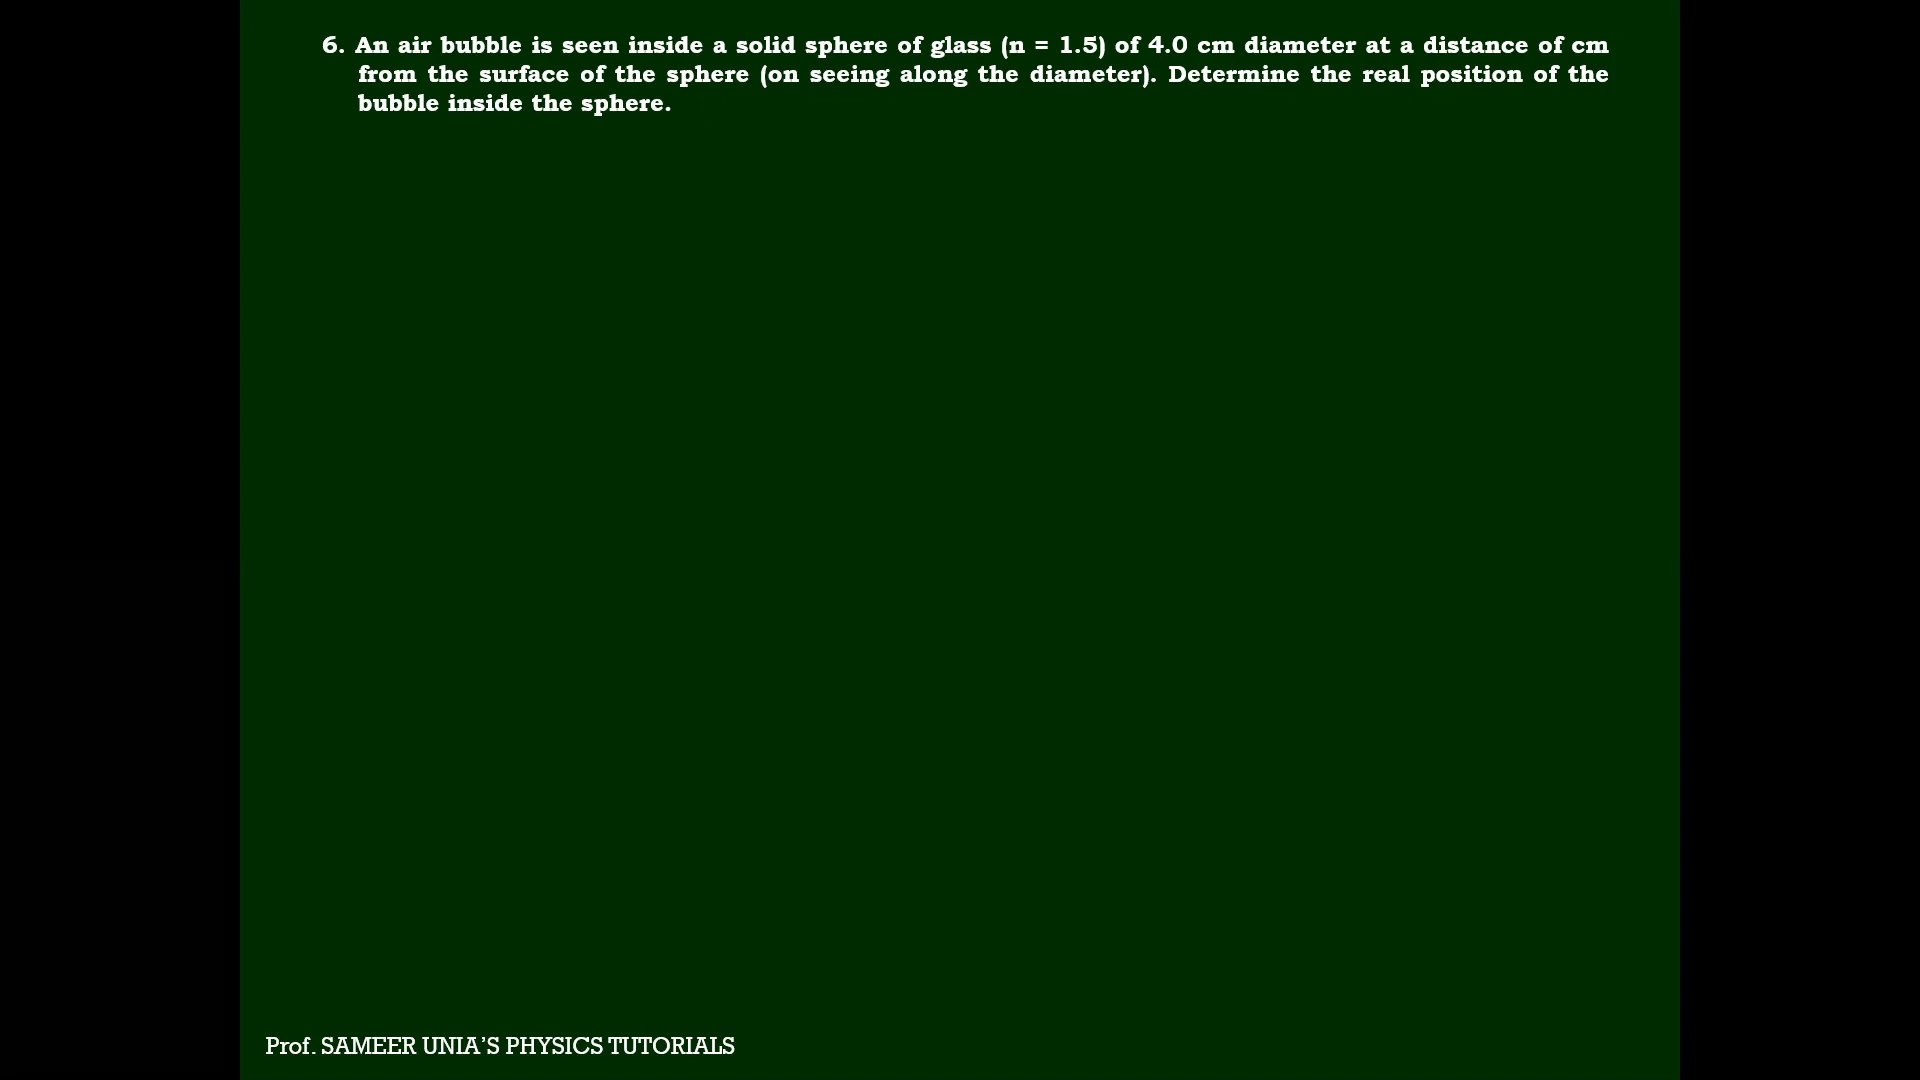 6. An air bubble is seen inside a solid sphere of glass (n = 1.5) of 4.0 cm diameter at a distance of cm
from the surface of the sphere (on seeing along the diameter). Determine the real position of the
bubble inside the sphere.
Prof. SAMEER UNIA’S PHYSICS TUTORIALS